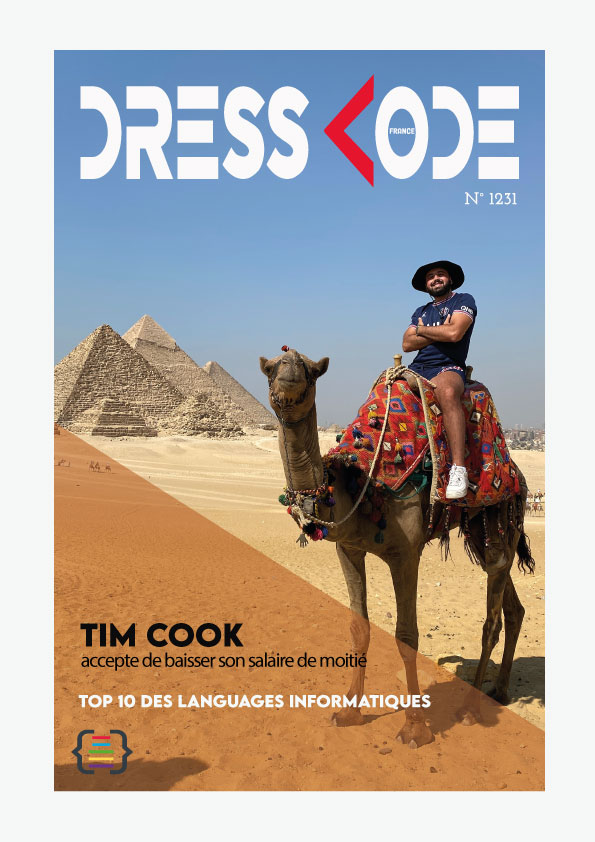 DRESS CODE
FRANCE
N° 1231
TIM COOK
accepte de baisser son salaire de moitié
TOP 10 DES LANGUAGES INFORMATIQUES